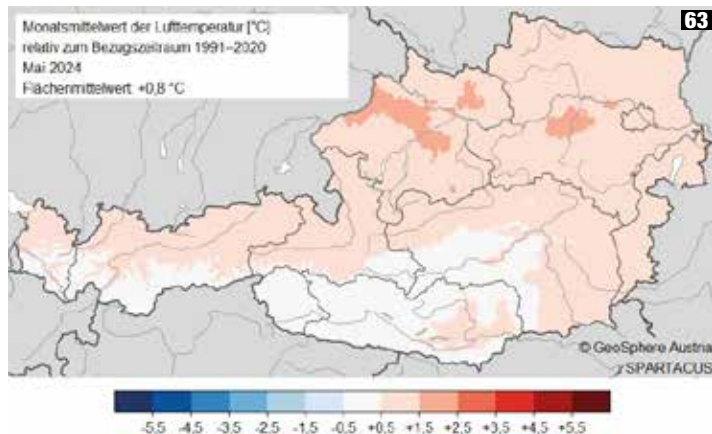 Monatsmittelwert der Lufttemperatur [°C]
relativ zum Bezugszeitraum 1991–2020
Mai 2024
Flächenmittelwert: +0,8 °C
63
© GeoSphere Austria
SPARTACUS
-5,5 -4,5 -3,5 -2,5 -1,5 -0,5 +0,5 +1,5 +2,5 +3,5 +4,5 +5,5